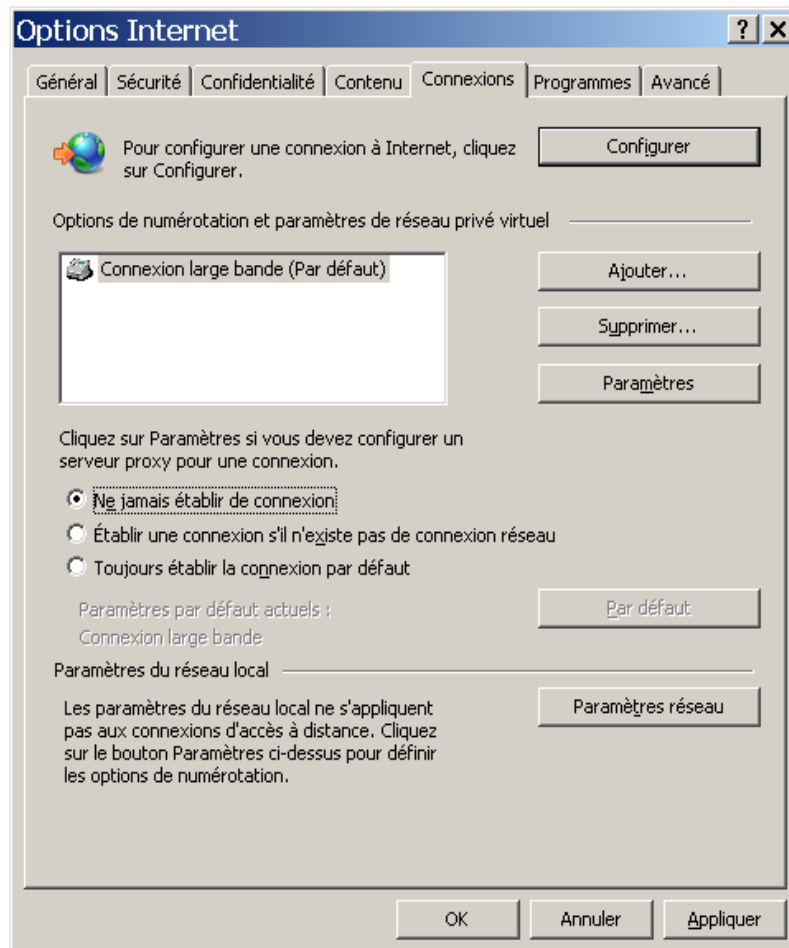 Options Internet
Général Sécurité Confidentialité Contenu Connexions Programmes Avancé
Pour configurer une connexion à Internet, cliquez
sur Configurer.
Configurer
Options de numérotation et paramètres de réseau privé virtuel
Connexion large bande (Par défaut)
Ajouter...
Supprimer...
Paramètres
Cliquez sur Paramètres si vous devez configurer un
serveur proxy pour une connexion.
Ne jamais établir de connexion
Établir une connexion s'il n'existe pas de connexion réseau
Toujours établir la connexion par défaut
Paramètres par défaut actuels :
Connexion large bande
Par défaut
Paramètres du réseau local
Les paramètres du réseau local ne s'appliquent
pas aux connexions d'accès à distance. Cliquez
sur le bouton Paramètres ci-dessus pour définir
les options de numérotation.
Paramètres réseau
OK Annuler Appliquer